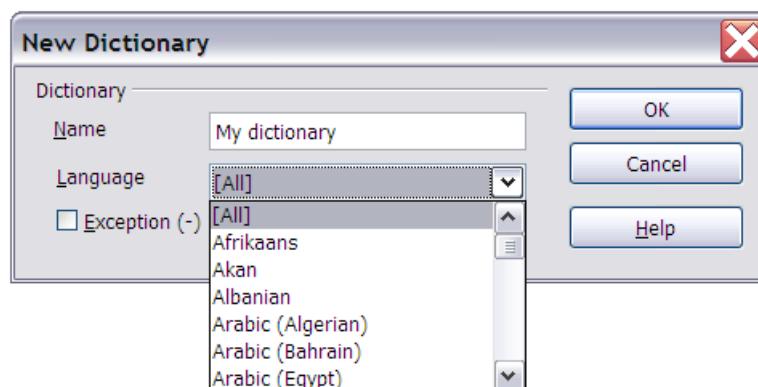 New Dictionary
Dictionary
Name
My dictionary
Language
[All]
Exception (-)
[All]
Afrikaans
Akan
Albanian
Arabic (Algerian)
Arabic (Bahrain)
Arabic (Egypt)
OK
Cancel
Help